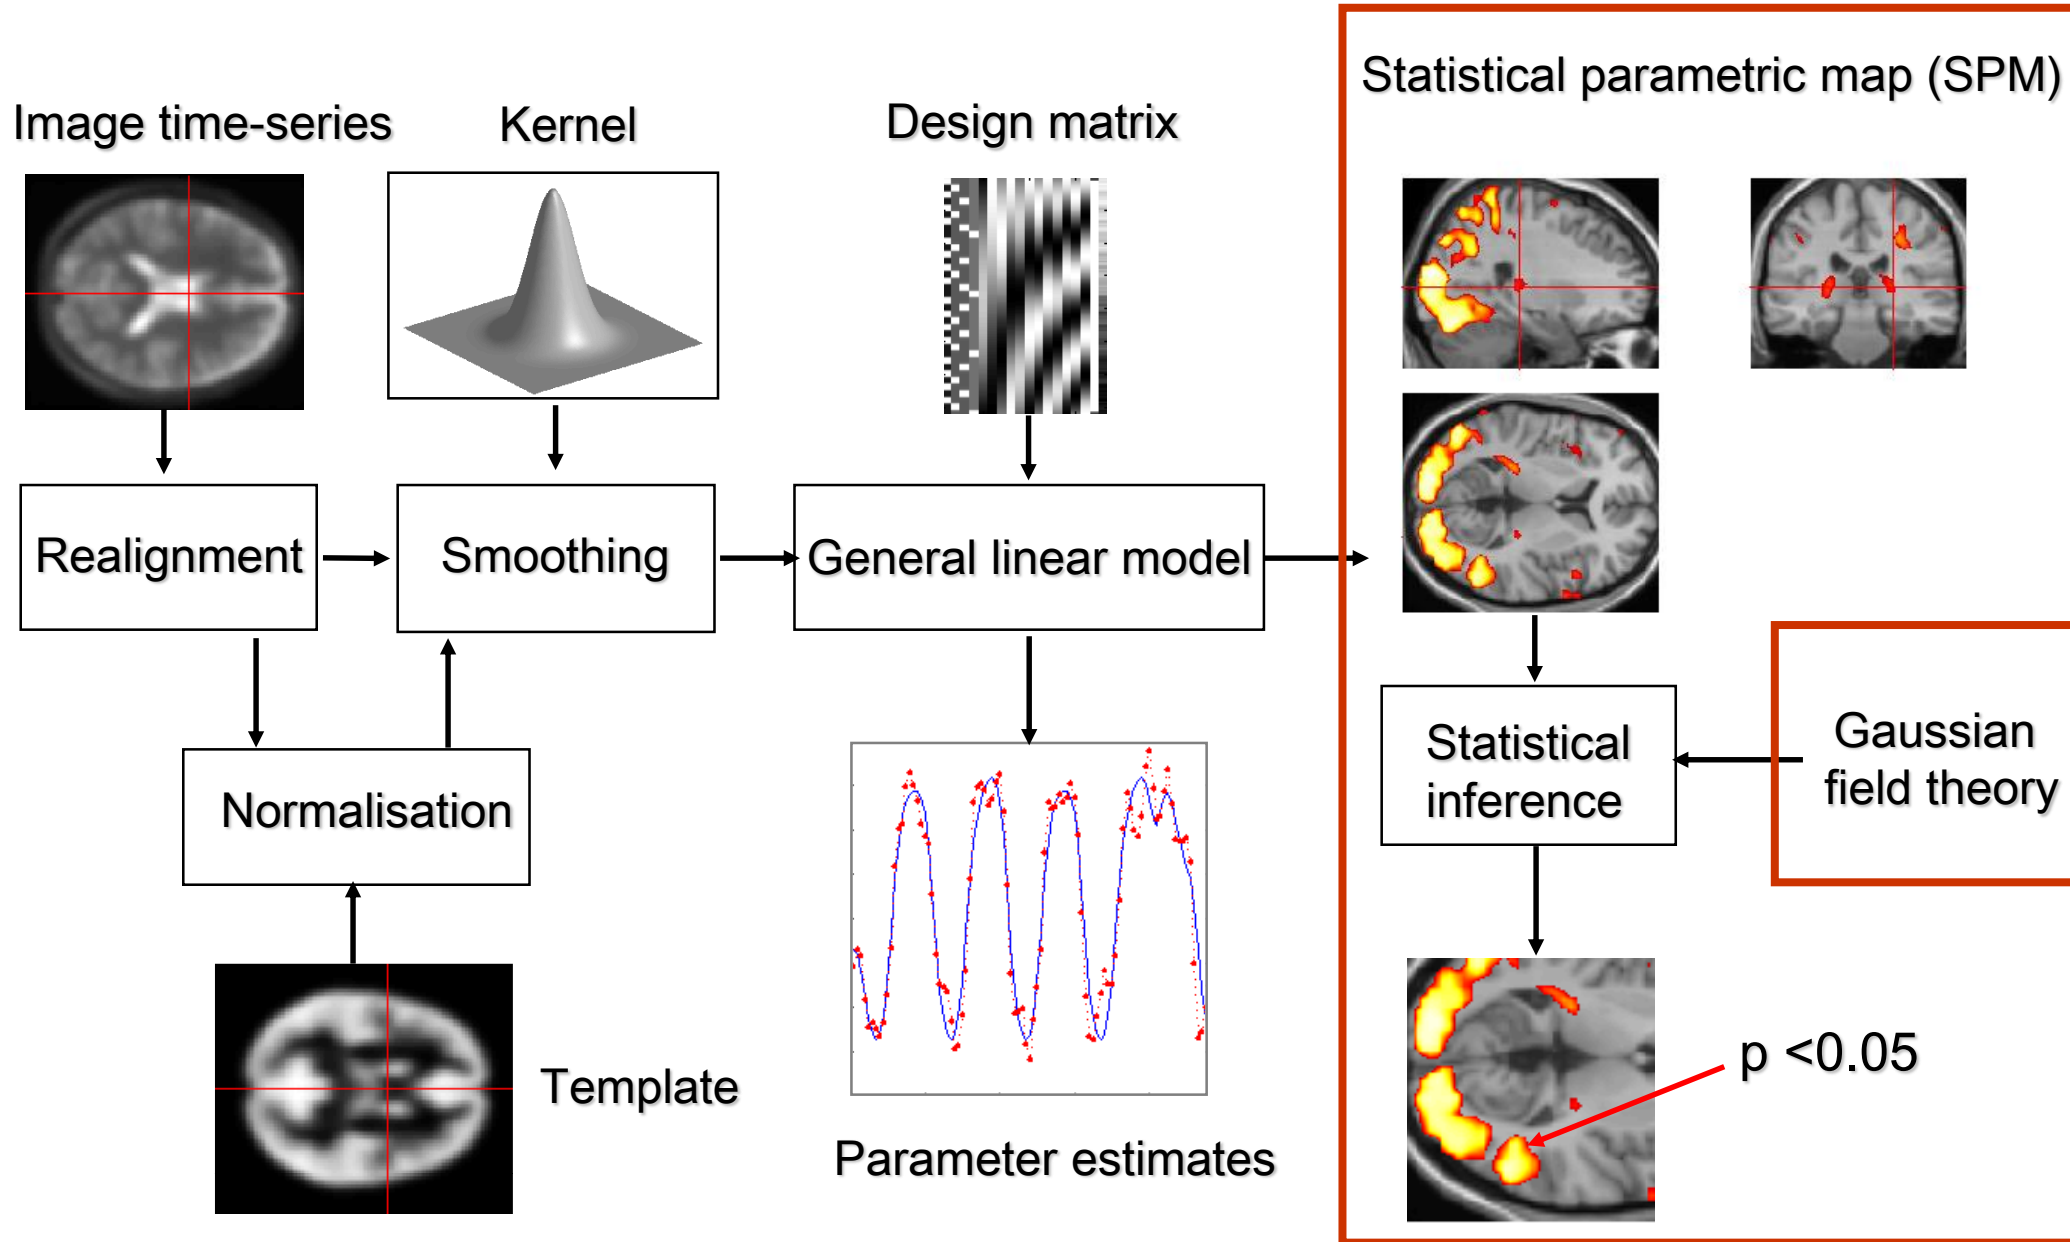 Statistical parametric map (SPM)
Image time-series
Kernel
Design matrix
Realignment
Smoothing
General linear model
Normalisation
Statistical
inference
Gaussian
field theory
Template
Parameter estimates
p <0.05